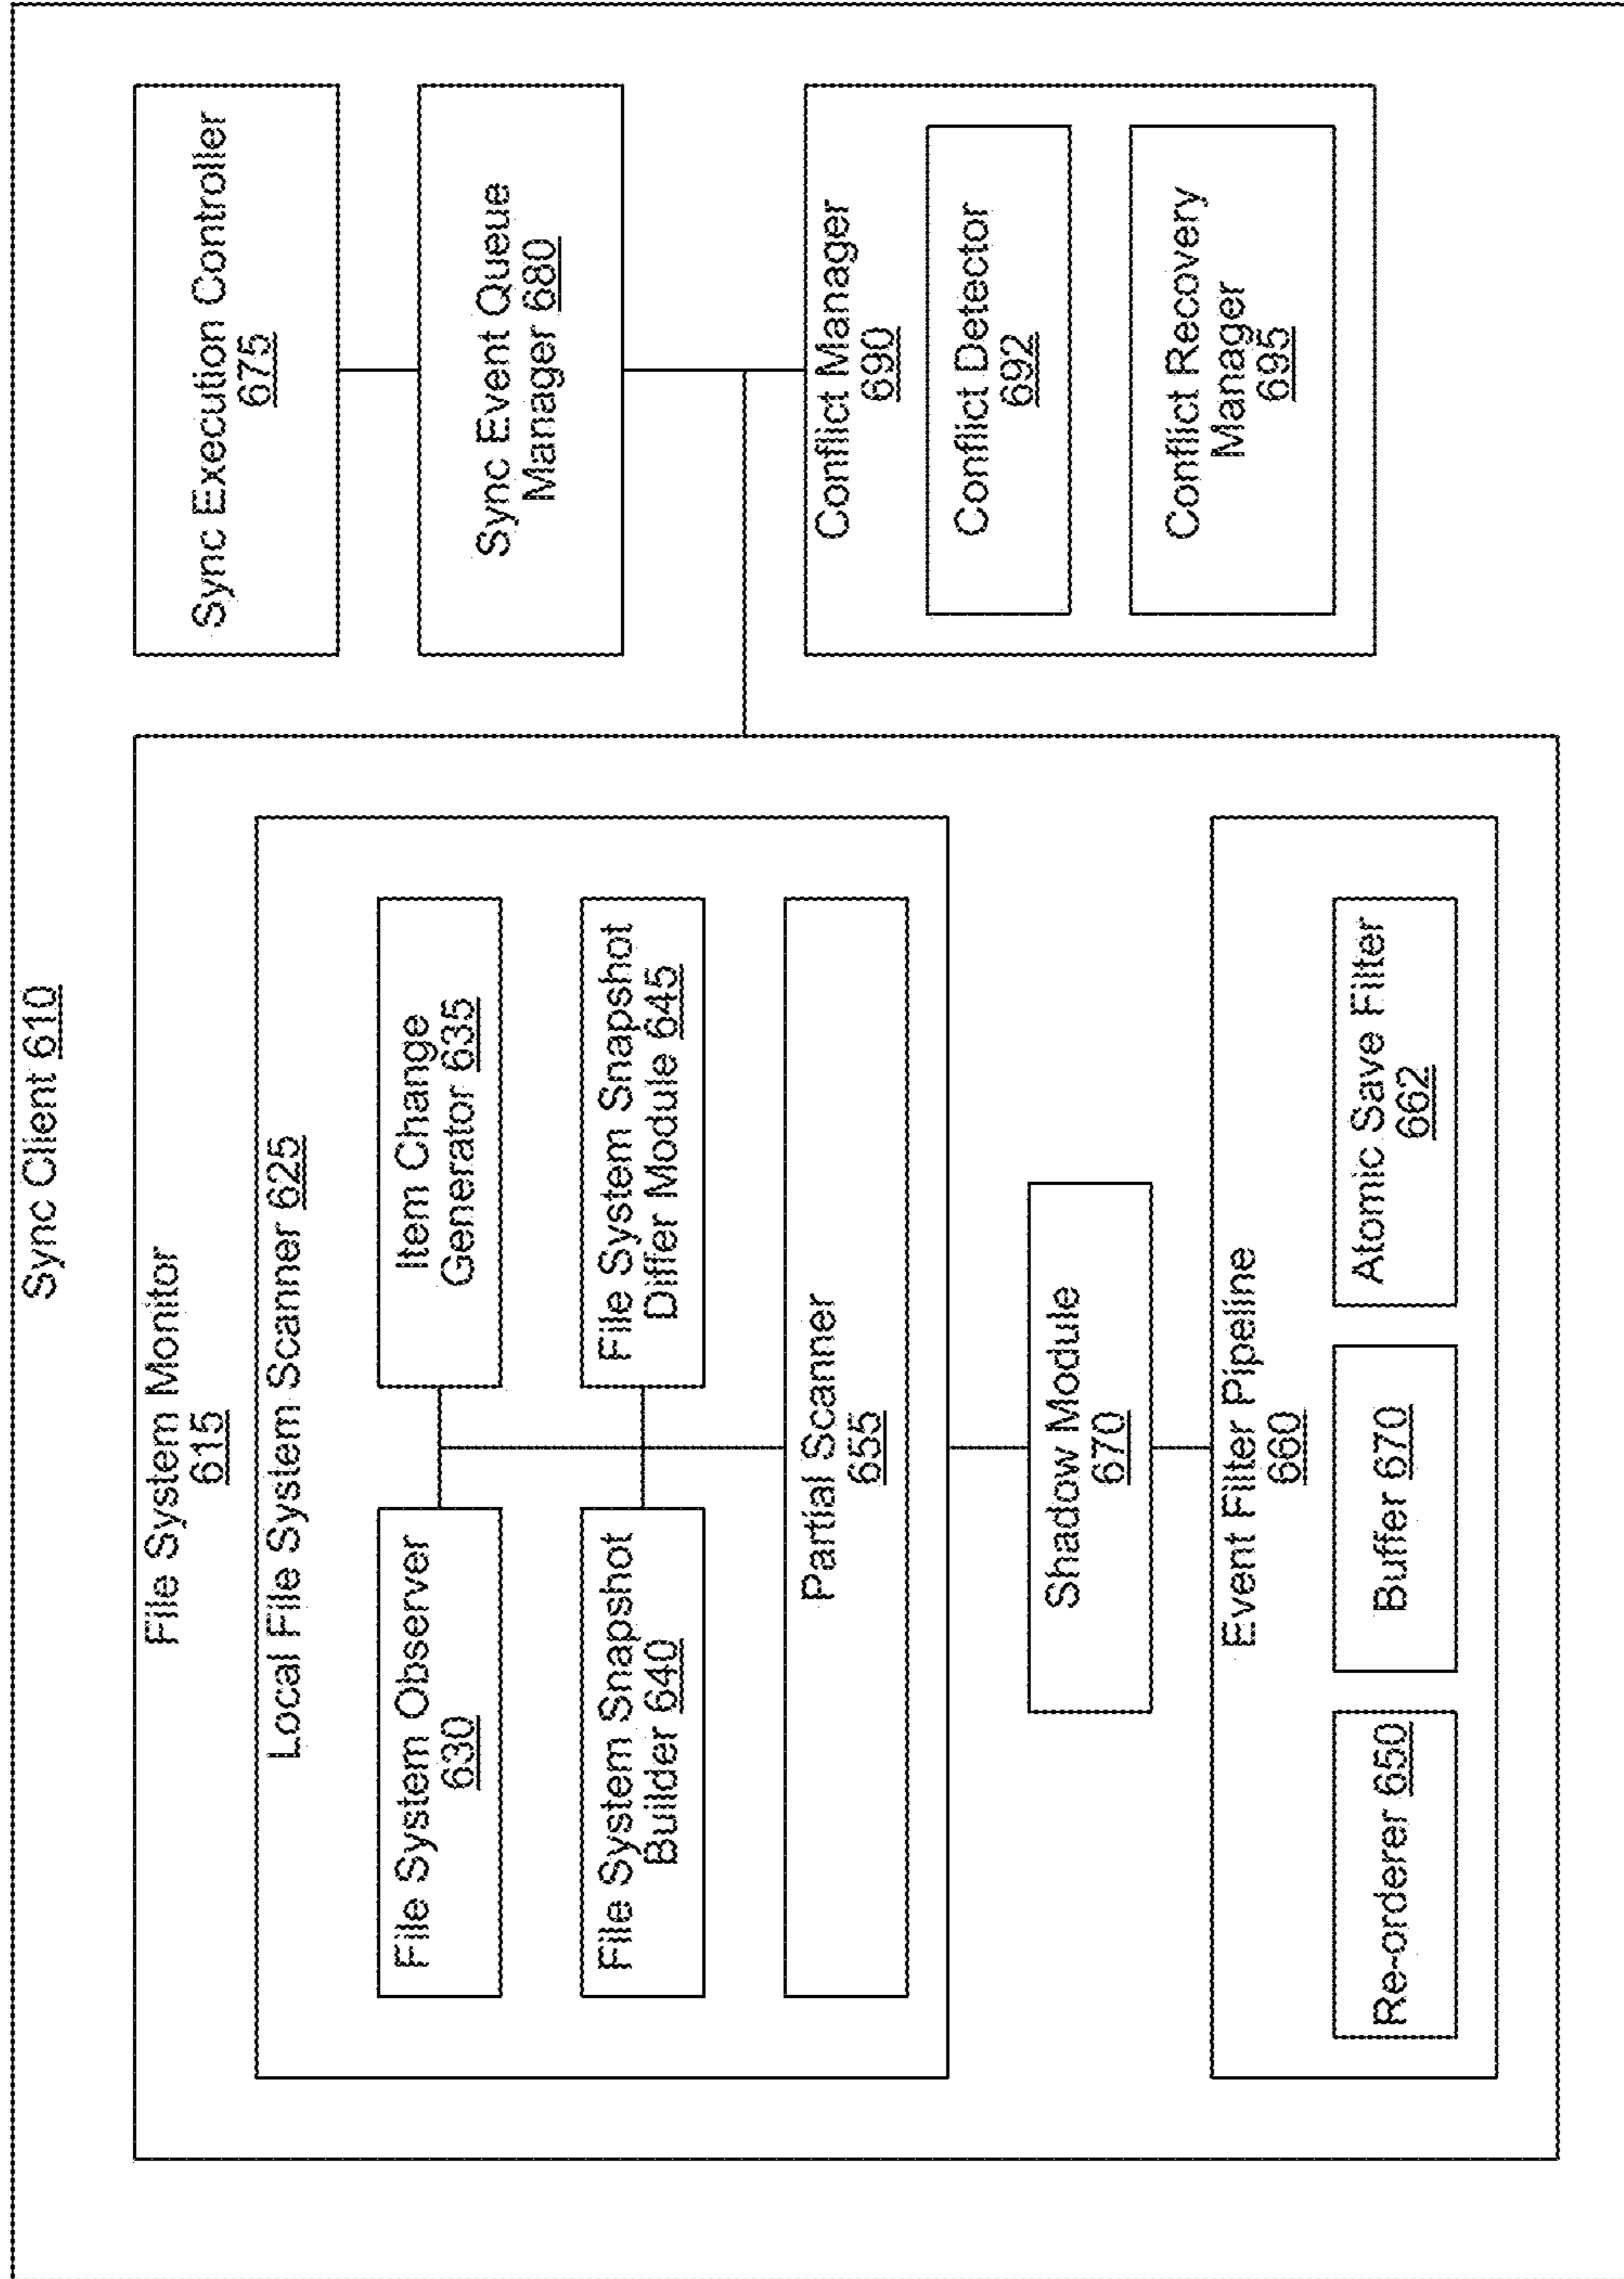 Sync Client 610
File System Monitor
615
Local File System Scanner 625
File System Observer
630
Item Change
Generator 635
File System Snapshot
Builder 640
File System Snapshot
Differ Module 645
Partial Scanner
655
Shadow Module
670
Event Filter Pipeline
660
Re-orderer 650
Buffer 670
Atomic Save Filter
662
Sync Execution Controller
675
Sync Event Queue
Manager 680
Conflict Manager
690
Conflict Detector
692
Conflict Recovery
Manager
695